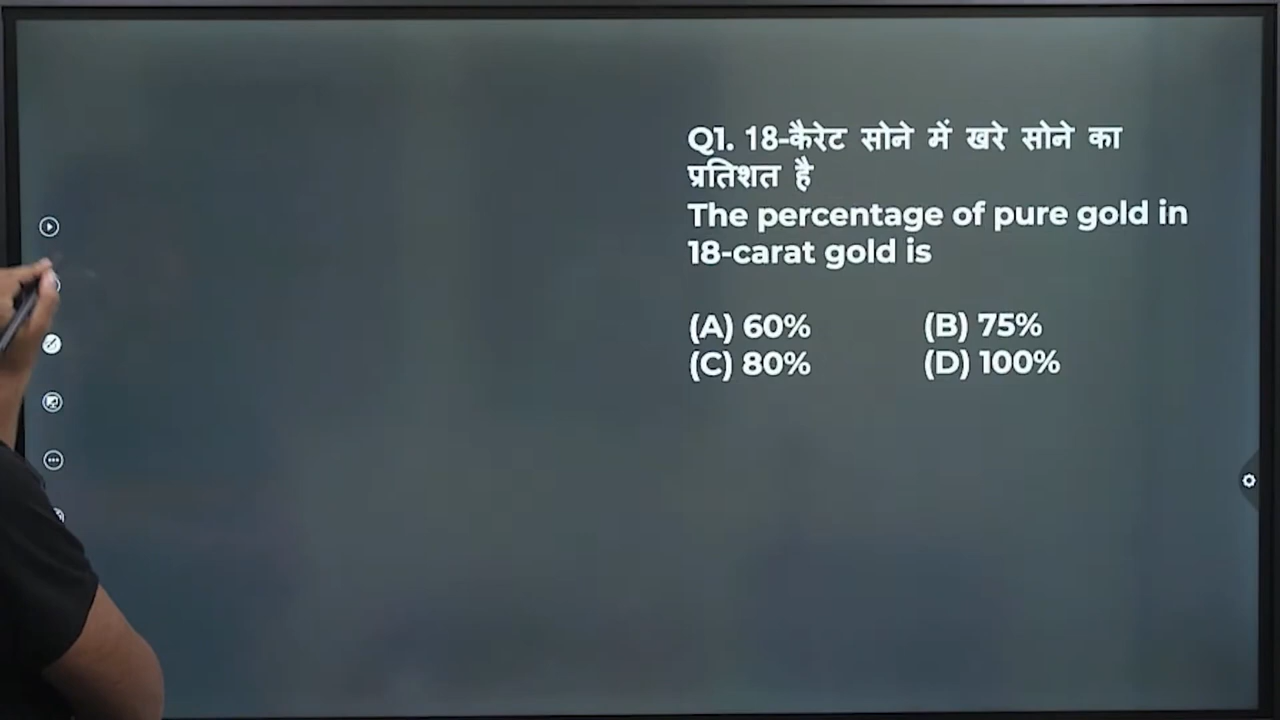 Q1. 18-कैरेट सोने में खरे सोने का
प्रतिशत है
The percentage of pure gold in
18-carat gold is
(A) 60% (B) 75%
(C) 80% (D) 100%